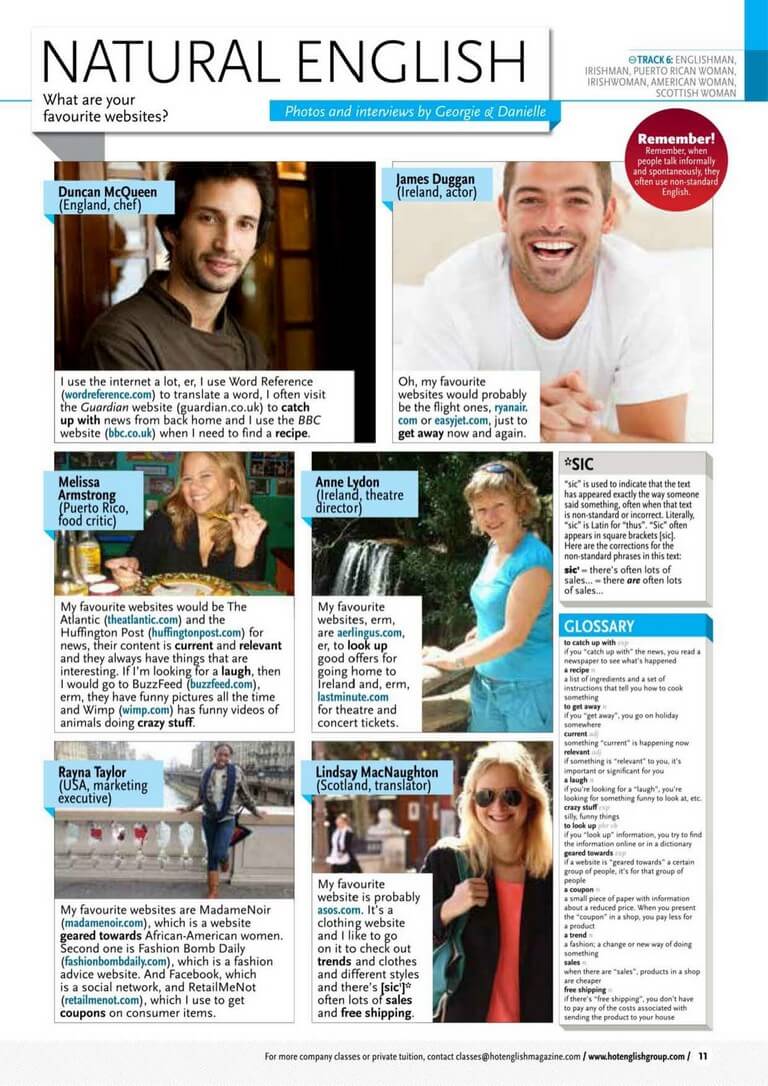 NATURAL ENGLISH
What are your
favourite websites?
Photos and interviews by Georgie & Danielle
TRACK 6: ENGLISHMAN,
IRISHMAN, PUERTO RICAN WOMAN,
IRISHWOMAN, AMERICAN WOMAN,
SCOTTISH WOMAN
Remember!
Remember, when
people talk informally
and spontaneously, they
often use non-standard
English.
Duncan McQueen
(England, chef)
I use the internet a lot, er, I use Word Reference
(wordreference.com) to translate a word, I often visit
the Guardian website (guardian.co.uk) to catch
up with news from back home and I use the BBC
website (bbc.co.uk) when I need to find a recipe.
James Duggan
(Ireland, actor)
Oh, my favourite
websites would probably
be the flight ones, ryanair.
com or easyjet.com, just to
get away now and again.
Melissa
Armstrong
(Puerto Rico,
food critic)
My favourite websites would be The
Atlantic (theatlantic.com) and the
Huffington Post (huffingtonpost.com) for
news, their content is current and relevant
and they always have things that are
interesting. If I'm looking for a laugh, then
I would go to BuzzFeed (buzzfeed.com),
erm, they have funny pictures all the time
and Wimp (wimp.com) has funny videos of
animals doing crazy stuff.
Anne Lydon
(Ireland, theatre
director)
My favourite
websites, erm,
are aerlingus.com,
er, to look up
good offers for
going home to
Ireland and, erm,
lastminute.com
for theatre and
concert tickets.
Rayna Taylor
(USA, marketing
executive)
My favourite websites are MadameNoir
(madamenoir.com), which is a website
geared towards African-American women.
Second one is Fashion Bomb Daily
(fashionbombdaily.com), which is a fashion
advice website. And Facebook, which
is a social network, and RetailMeNot
(retailmenot.com), which I use to get
coupons on consumer items.
Lindsay MacNaughton
(Scotland, translator)
My favourite
website is probably
asos.com. It's a
clothing website
and I like to go
on it to check out
trends and clothes
and different styles
and there's [sic¹]*
often lots of sales
and free shipping.
*SIC
"sic" is used to indicate that the text
has appeared exactly the way someone
said something, often when that text
is non-standard or incorrect. Literally,
"sic" is Latin for "thus". "Sic" often
appears in square brackets [sic].
Here are the corrections for the
non-standard phrases in this text:
sic¹ = there's often lots of
sales... = there are often lots
of sales...
GLOSSARY
to catch up with exp
if you "catch up with" the news, you read a
newspaper to see what's happened
a recipe n
a list of ingredients and a set of
instructions that tell you how to cook
something
to get away n
if you "get away", you go on holiday
somewhere
current adj
something "current" is happening now
relevant adj
if something is "relevant" to you, it's
important or significant for you
a laugh n
if you're looking for a "laugh", you're
looking for something funny to look at, etc.
crazy stuff exp
silly, funny things
to look up phr vb
if you "look up" information, you try to find
the information online or in a dictionary
geared towards exp
if a website is "geared towards" a certain
group of people, it's for that group of
people
a coupon n
a small piece of paper with information
about a reduced price. When you present
the "coupon" in a shop, you pay less for
a product
a trend n
a fashion; a change or new way of doing
something
sales n
when there are "sales", products in a shop
are cheaper
free shipping n
if there's "free shipping", you don't have
to pay any of the costs associated with
sending the product to your house
For more company classes or private tuition, contact classes@hotenglishmagazine.com / www.hotenglishgroup.com / 11